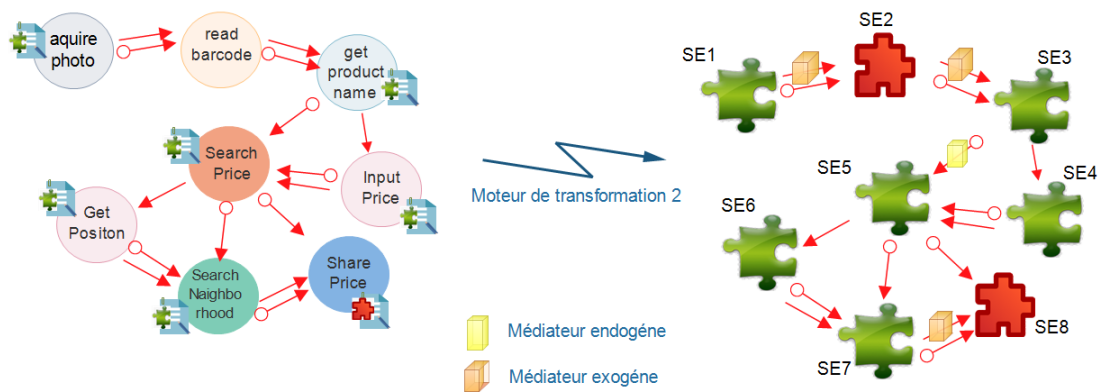 aquire
photo
read
barcode
get
product
name
Search
Price
Input
Price
Get
Positon
Search
Naighbo
rhood
Share
Price
Moteur de transformation 2
SE1
SE2
SE3
SE5
SE4
SE6
SE7
SE8
Médiateur endogéne
Médiateur exogéne